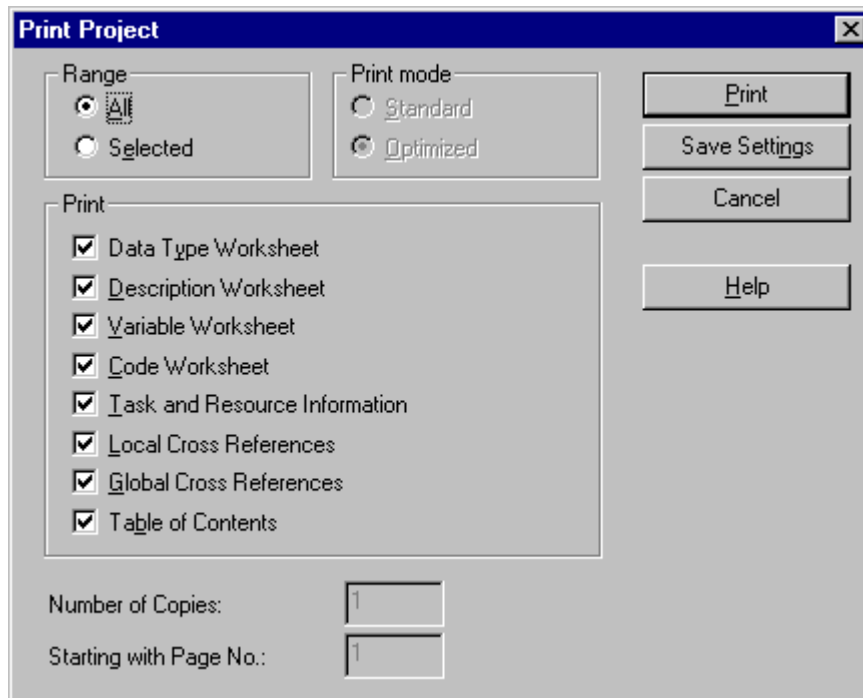 Print Project
Range
All
Selected
Print mode
Standard
Optimized
Print
Save Settings
Cancel
Help
Print
Data Type Worksheet
Description Worksheet
Variable Worksheet
Code Worksheet
Task and Resource Information
Local Cross References
Global Cross References
Table of Contents
Number of Copies: 1
Starting with Page No.: 1